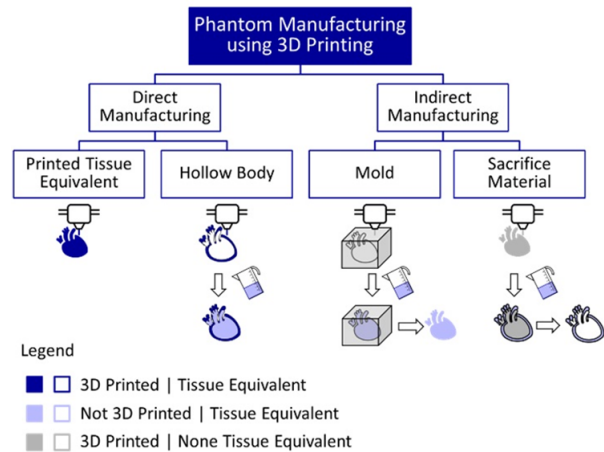 Phantom Manufacturing
using 3D Printing
Direct
Manufacturing
Indirect
Manufacturing
Printed Tissue
Equivalent
Hollow Body
Mold
Sacrifice
Material
Legend
3D Printed | Tissue Equivalent
Not 3D Printed | Tissue Equivalent
3D Printed | None Tissue Equivalent